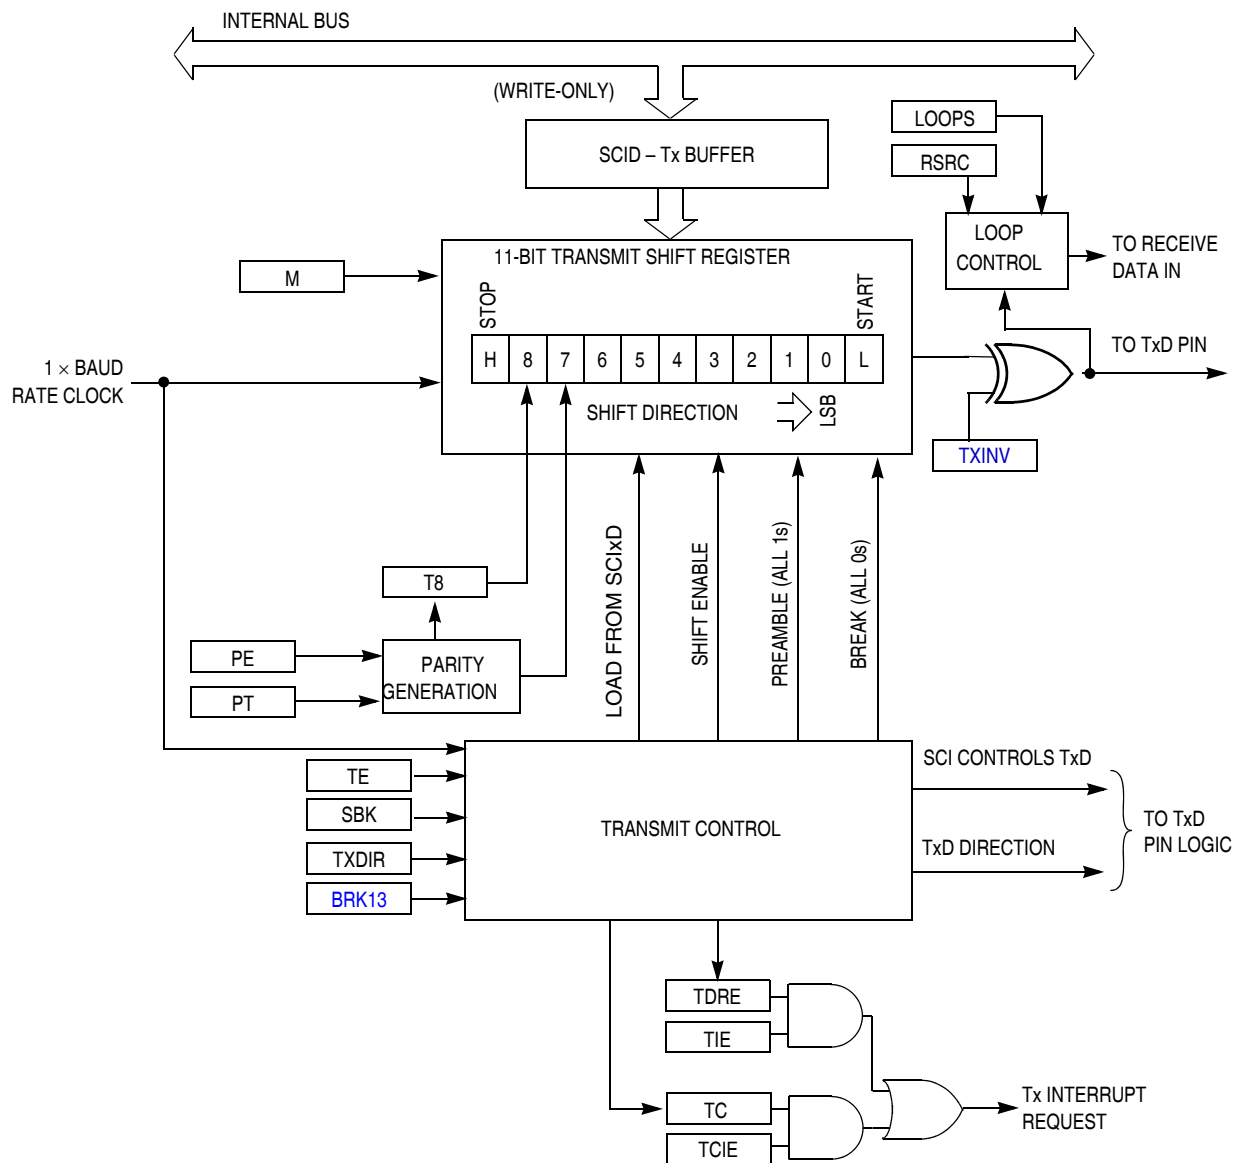 INTERNAL BUS
(WRITE-ONLY)
SCID – Tx BUFFER
LOOPS
RSRC
LOOP
CONTROL
TO RECEIVE
DATA IN
11-BIT TRANSMIT SHIFT REGISTER
M
STOP
START
H 8 7 6 5 4 3 2 1 0 L
1 × BAUD
RATE CLOCK
TO TxD PIN
SHIFT DIRECTION
LSB
TXINV
LOAD FROM SCIxD
SHIFT ENABLE
PREAMBLE (ALL 1s)
BREAK (ALL 0s)
T8
PE
PT
PARITY
GENERATION
TE
SBK
TXDIR
BRK13
TRANSMIT CONTROL
SCI CONTROLS TxD
TxD DIRECTION
TO TxD
PIN LOGIC
TDRE
TIE
TC
TCIE
Tx INTERRUPT
REQUEST